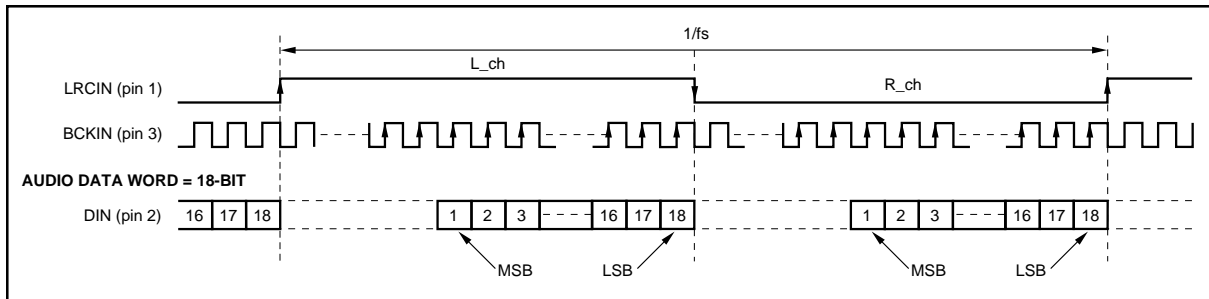 1/fs
L_ch
LRCIN (pin 1)
R_ch
BCKIN (pin 3)
AUDIO DATA WORD = 18-BIT
DIN (pin 2) 16 17 18 1 2 3 16 17 18 1 2 3 16 17 18
MSB LSB MSB LSB